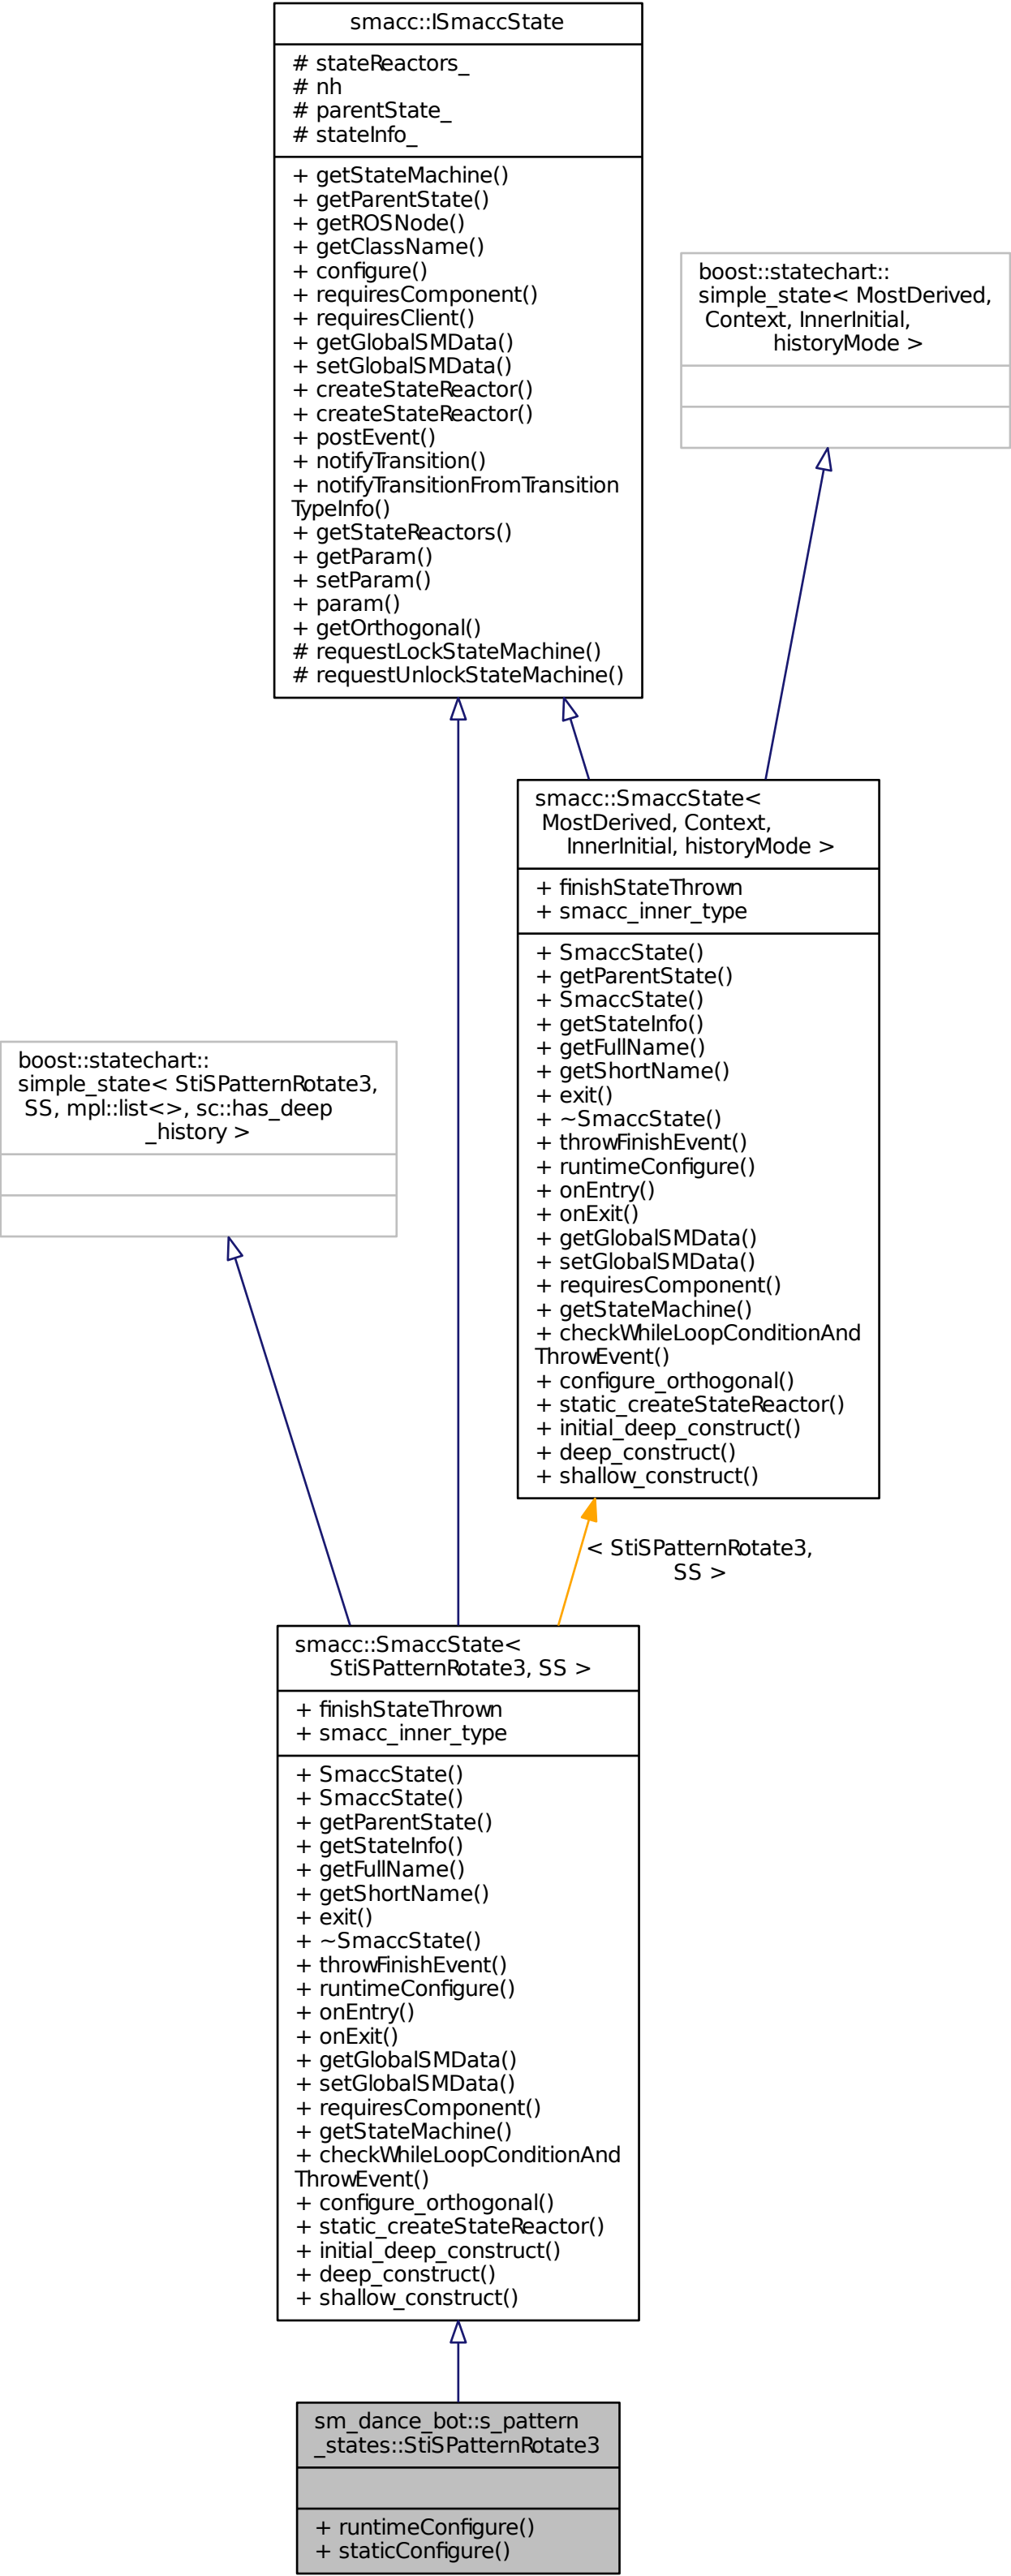 smacc::ISmaccState
# stateReactors_
# nh
# parentState_
# stateInfo_
+ getStateMachine()
+ getParentState()
+ getROSNode()
+ getClassName()
+ configure()
+ requiresComponent()
+ requiresClient()
+ getGlobalSMData()
+ setGlobalSMData()
+ createStateReactor()
+ createStateReactor()
+ postEvent()
+ notifyTransition()
+ notifyTransitionFromTransition
TypeInfo()
+ getStateReactors()
+ getParam()
+ setParam()
+ param()
+ getOrthogonal()
# requestLockStateMachine()
# requestUnlockStateMachine()
boost::statechart::
simple_state< MostDerived,
Context, InnerInitial,
historyMode >
smacc::SmaccState<
MostDerived, Context,
InnerInitial, historyMode >
+ finishStateThrown
+ smacc_inner_type
+ SmaccState()
+ getParentState()
+ SmaccState()
+ getStateInfo()
+ getFullName()
+ getShortName()
+ exit()
+ ~SmaccState()
+ throwFinishEvent()
+ runtimeConfigure()
+ onEntry()
+ onExit()
+ getGlobalSMData()
+ setGlobalSMData()
+ requiresComponent()
+ getStateMachine()
+ checkWhileLoopConditionAnd
ThrowEvent()
+ configure_orthogonal()
+ static_createStateReactor()
+ initial_deep_construct()
+ deep_construct()
+ shallow_construct()
boost::statechart::
simple_state< StiSPatternRotate3,
SS, mpl::list<>, sc::has_deep
_history >
< StiSPatternRotate3,
SS >
smacc::SmaccState<
StiSPatternRotate3, SS >
+ finishStateThrown
+ smacc_inner_type
+ SmaccState()
+ SmaccState()
+ getParentState()
+ getStateInfo()
+ getFullName()
+ getShortName()
+ exit()
+ ~SmaccState()
+ throwFinishEvent()
+ runtimeConfigure()
+ onEntry()
+ onExit()
+ getGlobalSMData()
+ setGlobalSMData()
+ requiresComponent()
+ getStateMachine()
+ checkWhileLoopConditionAnd
ThrowEvent()
+ configure_orthogonal()
+ static_createStateReactor()
+ initial_deep_construct()
+ deep_construct()
+ shallow_construct()
sm_dance_bot::s_pattern
_states::StiSPatternRotate3
+ runtimeConfigure()
+ staticConfigure()